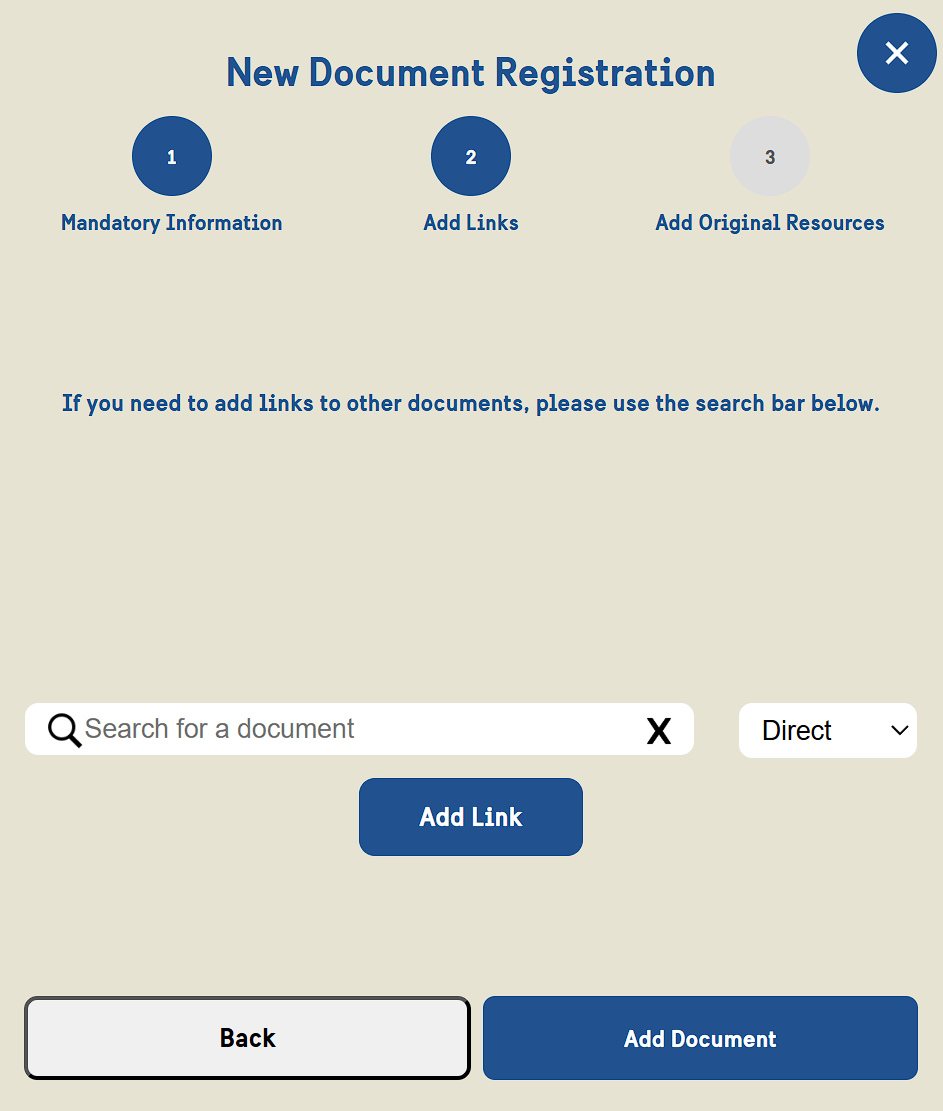 New Document Registration
1
2
3
Mandatory Information
Add Links
Add Original Resources
If you need to add links to other documents, please use the search bar below.
Search for a document
X
Direct
Add Link
Back
Add Document